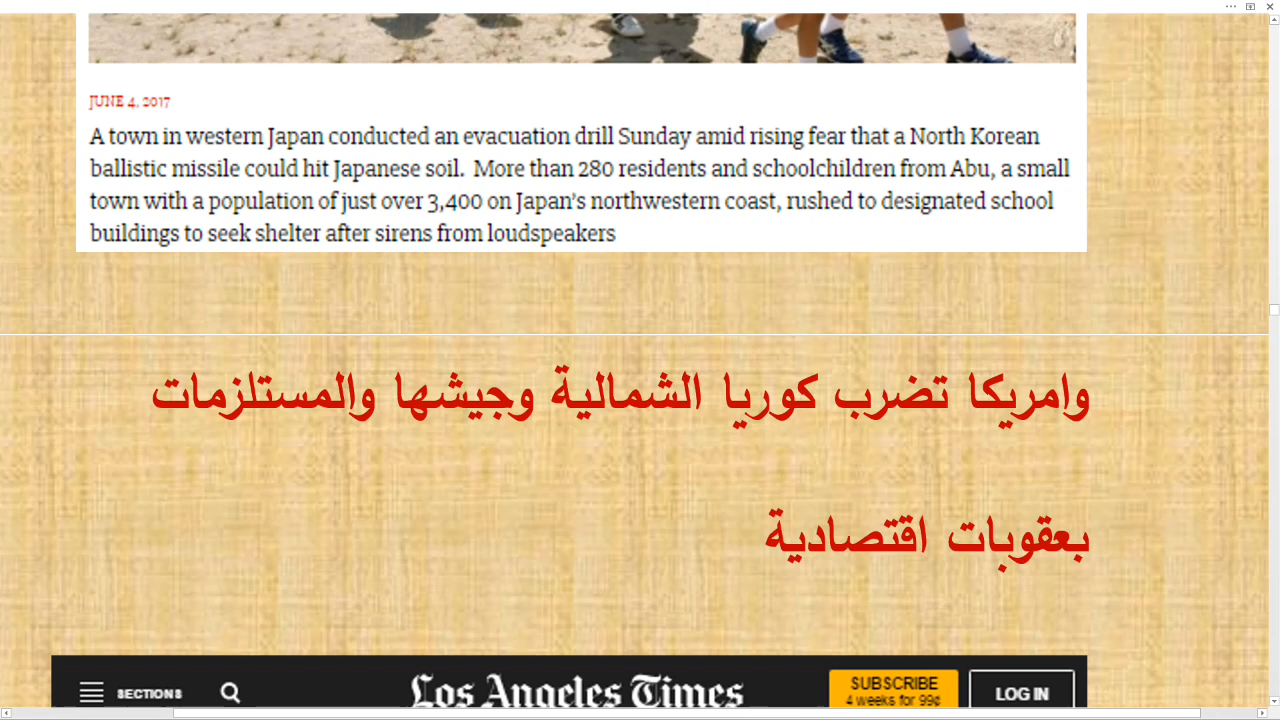 JUNE 4, 2017
A town in western Japan conducted an evacuation drill Sunday amid rising fear that a North Korean
ballistic missile could hit Japanese soil.  More than 280 residents and schoolchildren from Abu, a small
town with a population of just over 3,400 on Japan's northwestern coast, rushed to designated school
buildings to seek shelter after sirens from loudspeakers
وامريكا تضرب كوريا الشمالية وجيشها والمستلزمات
بعقوبات اقتصادية
SECTIONS
Los Angeles Times
SUBSCRIBE
4 weeks for 99¢
LOG IN